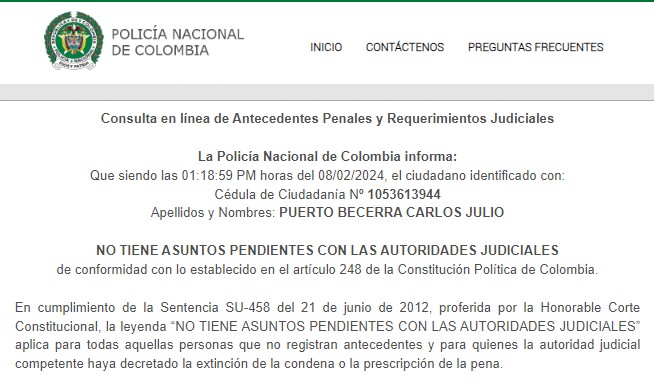 POLICÍA NACIONAL
DE COLOMBIA
INICIO CONTÁCTENOS PREGUNTAS FRECUENTES
Consulta en línea de Antecedentes Penales y Requerimientos Judiciales
La Policía Nacional de Colombia informa:
Que siendo las 01:18:59 PM horas del 08/02/2024, el ciudadano identificado con:
Cédula de Ciudadanía Nº 1053613944
Apellidos y Nombres: PUERTO BECERRA CARLOS JULIO
NO TIENE ASUNTOS PENDIENTES CON LAS AUTORIDADES JUDICIALES
de conformidad con lo establecido en el artículo 248 de la Constitución Política de Colombia.
En cumplimiento de la Sentencia SU-458 del 21 de junio de 2012, proferida por la Honorable Corte
Constitucional, la leyenda “NO TIENE ASUNTOS PENDIENTES CON LAS AUTORIDADES JUDICIALES”
aplica para todas aquellas personas que no registran antecedentes y para quienes la autoridad judicial
competente haya decretado la extinción de la condena o la prescripción de la pena.